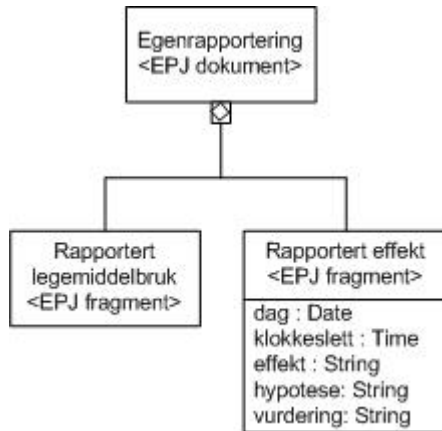 Egenrapportering
<EPJ dokument>
Rapportert
legemiddelbruk
<EPJ fragment>
Rapportert effekt
<EPJ fragment>
dag : Date
klokkeslett : Time
effekt : String
hypotese: String
vurdering: String